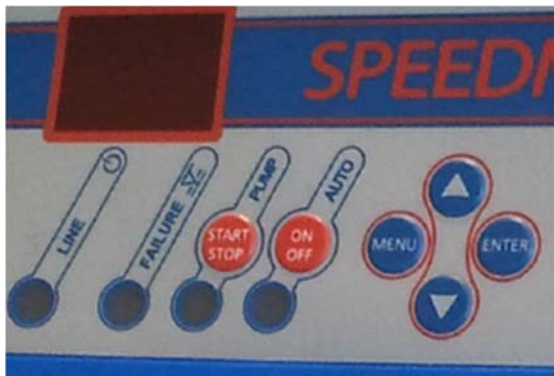 SPEEDM
LINE
FAILURE
PUMP
AUTO
START
STOP
ON
OFF
MENU
ENTER